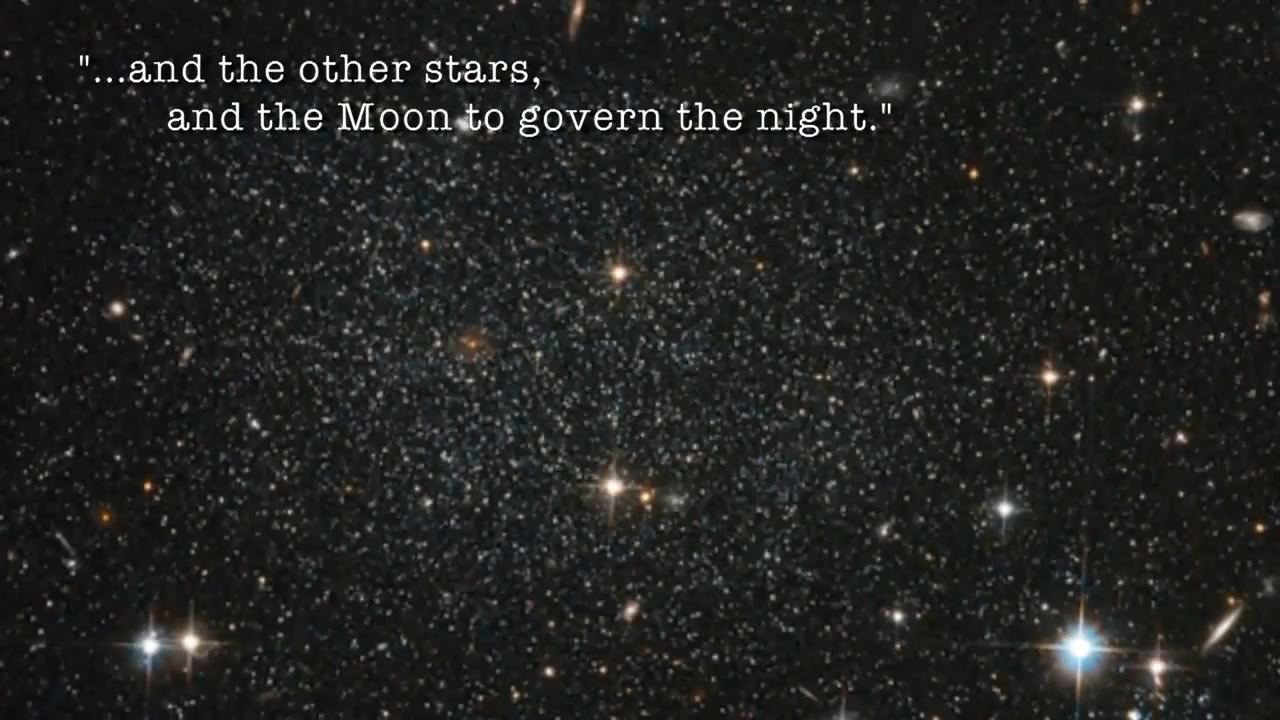 "...and the other stars,
and the Moon to govern the night."